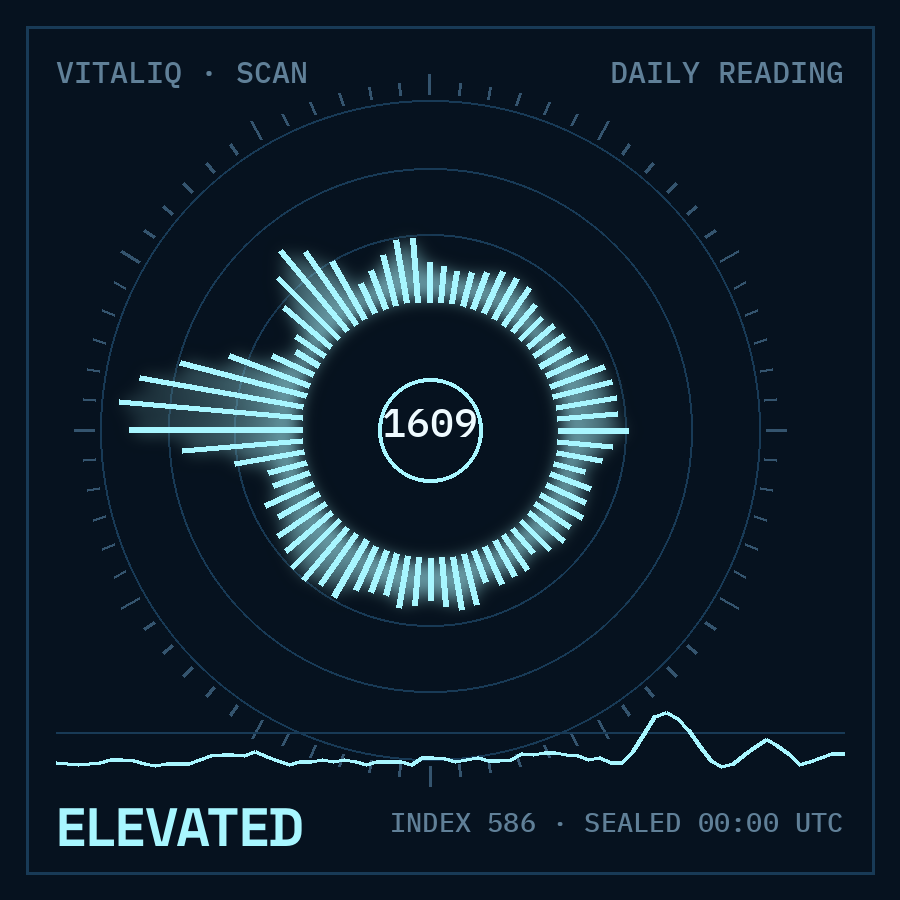 VITALIQ · SCAN
DAILY READING
1609
ELEVATED
INDEX 586 · SEALED 00:00 UTC